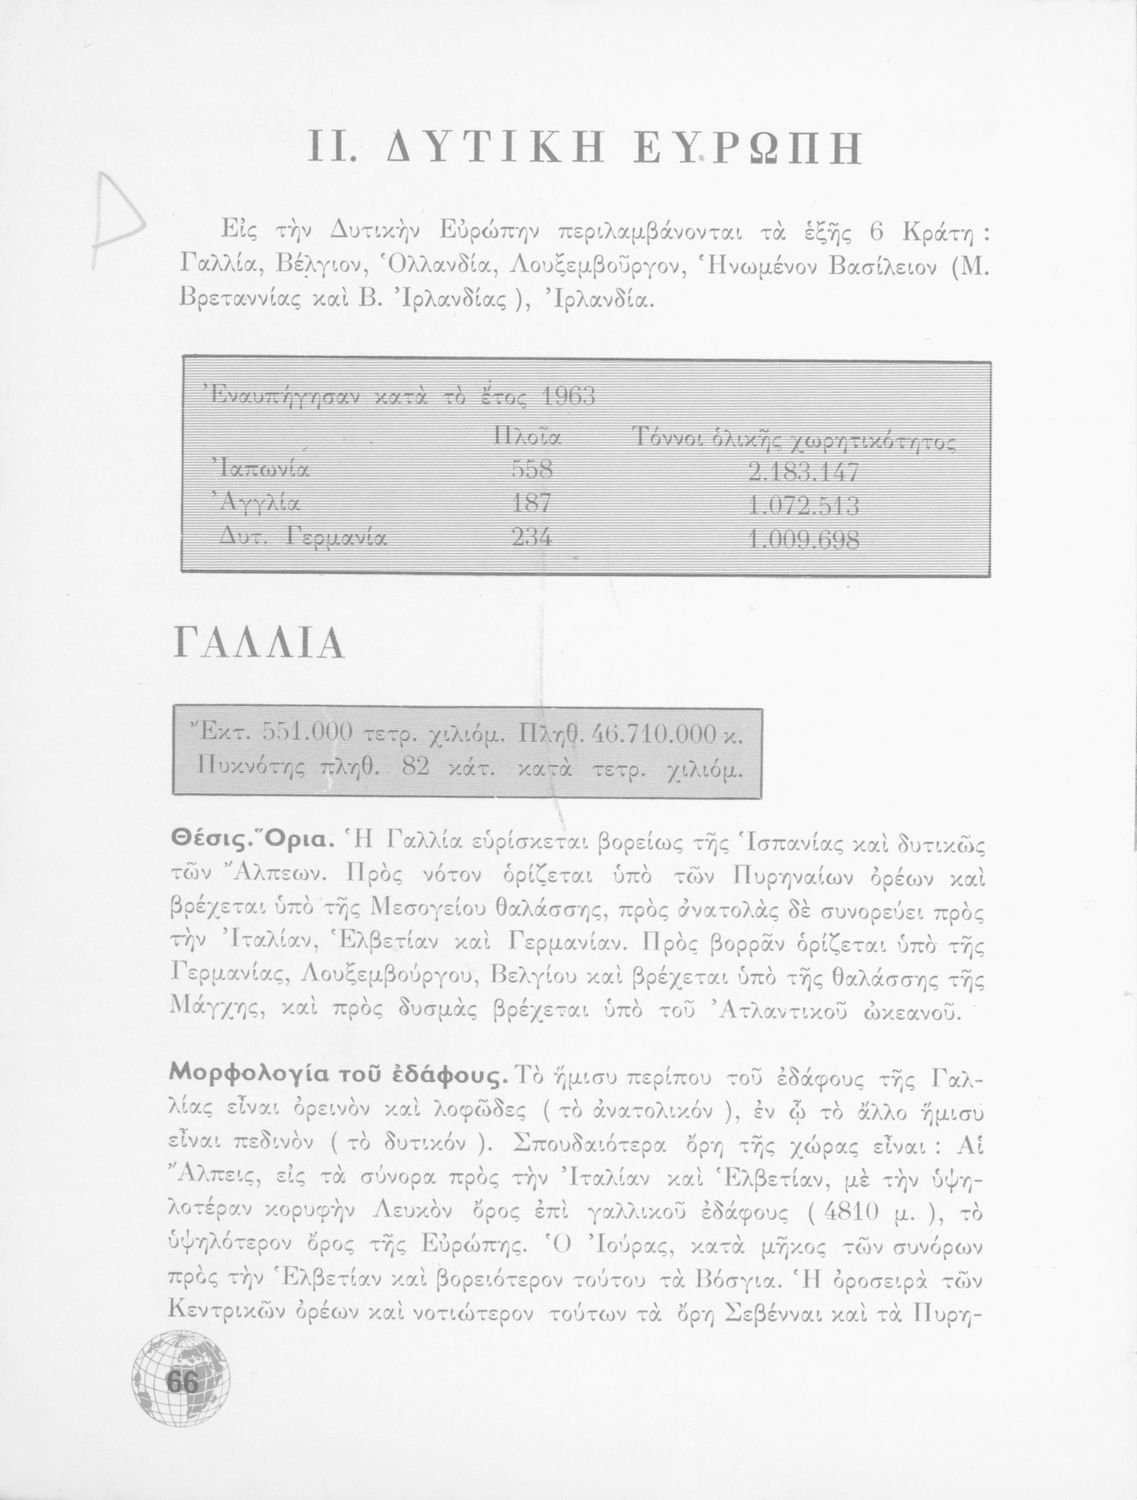 ΙΙ. ΔΥΤΙΚΗ ΕΥΡΩΠΗ
Εἰς τὴν Δυτικὴν Εὐρώπην περιλαμβάνονται τὰ ἑξῆς 6 Κράτη :
Γαλλία, Βέλγιον, Ὁλλανδία, Λουξεμβοῦργον, Ἡνωμένον Βασίλειον (Μ.
Βρεταννίας καὶ Β. Ἰρλανδίας ), Ἰρλανδία.
Ἐναυπήγησαν κατὰ τὸ ἔτος 1963
Πλοῖα Τόννοι ὁλικῆς χωρητικότητος
Ἰαπωνία 558 2.183.147
Ἀγγλία 187 1.072.513
Δυτ. Γερμανία 234 1.009.698
ΓΑΛΛΙΑ
Ἔκτ. 551.000 τετρ. χιλιόμ. Πληθ. 46.710.000 κ.
Πυκνότης πληθ. 82 κάτ. κατὰ τετρ. χιλιόμ.
Θέσις. Ὅρια. Ἡ Γαλλία εὑρίσκεται βορείως τῆς Ἱσπανίας καὶ δυτικῶς
τῶν Ἄλπεων. Πρὸς νότον ὁρίζεται ὑπὸ τῶν Πυρηναίων ὀρέων καὶ
βρέχεται ὑπὸ τῆς Μεσογείου θαλάσσης, πρὸς ἀνατολὰς δὲ συνορεύει πρὸς
τὴν Ἰταλίαν, Ἑλβετίαν καὶ Γερμανίαν. Πρὸς βορρᾶν ὁρίζεται ὑπὸ τῆς
Γερμανίας, Λουξεμβούργου, Βελγίου καὶ βρέχεται ὑπὸ τῆς θαλάσσης τῆς
Μάγχης, καὶ πρὸς δυσμὰς βρέχεται ὑπὸ τοῦ Ἀτλαντικοῦ ὠκεανοῦ.
Μορφολογία τοῦ ἐδάφους. Τὸ ἥμισυ περίπου τοῦ ἐδάφους τῆς Γαλ-
λίας εἶναι ὀρεινὸν καὶ λοφῶδες ( τὸ ἀνατολικόν ), ἐν ᾧ τὸ ἄλλο ἥμισυ
εἶναι πεδινὸν ( τὸ δυτικόν ). Σπουδαιότερα ὄρη τῆς χώρας εἶναι : Αἱ
Ἄλπεις, εἰς τὰ σύνορα πρὸς τὴν Ἰταλίαν καὶ Ἑλβετίαν, μὲ τὴν ὑψη-
λοτέραν κορυφὴν Λευκὸν ὄρος ἐπὶ γαλλικοῦ ἐδάφους ( 4810 μ. ), τὸ
ὑψηλότερον ὄρος τῆς Εὐρώπης. Ὁ Ἰούρας, κατὰ μῆκος τῶν συνόρων
πρὸς τὴν Ἑλβετίαν καὶ βορειότερον τούτου τὰ Βόσγια. Ἡ ὀροσειρὰ τῶν
Κεντρικῶν ὀρέων καὶ νοτιώτερον τούτων τὰ ὄρη Σεβένναι καὶ τὰ Πυρη-
66